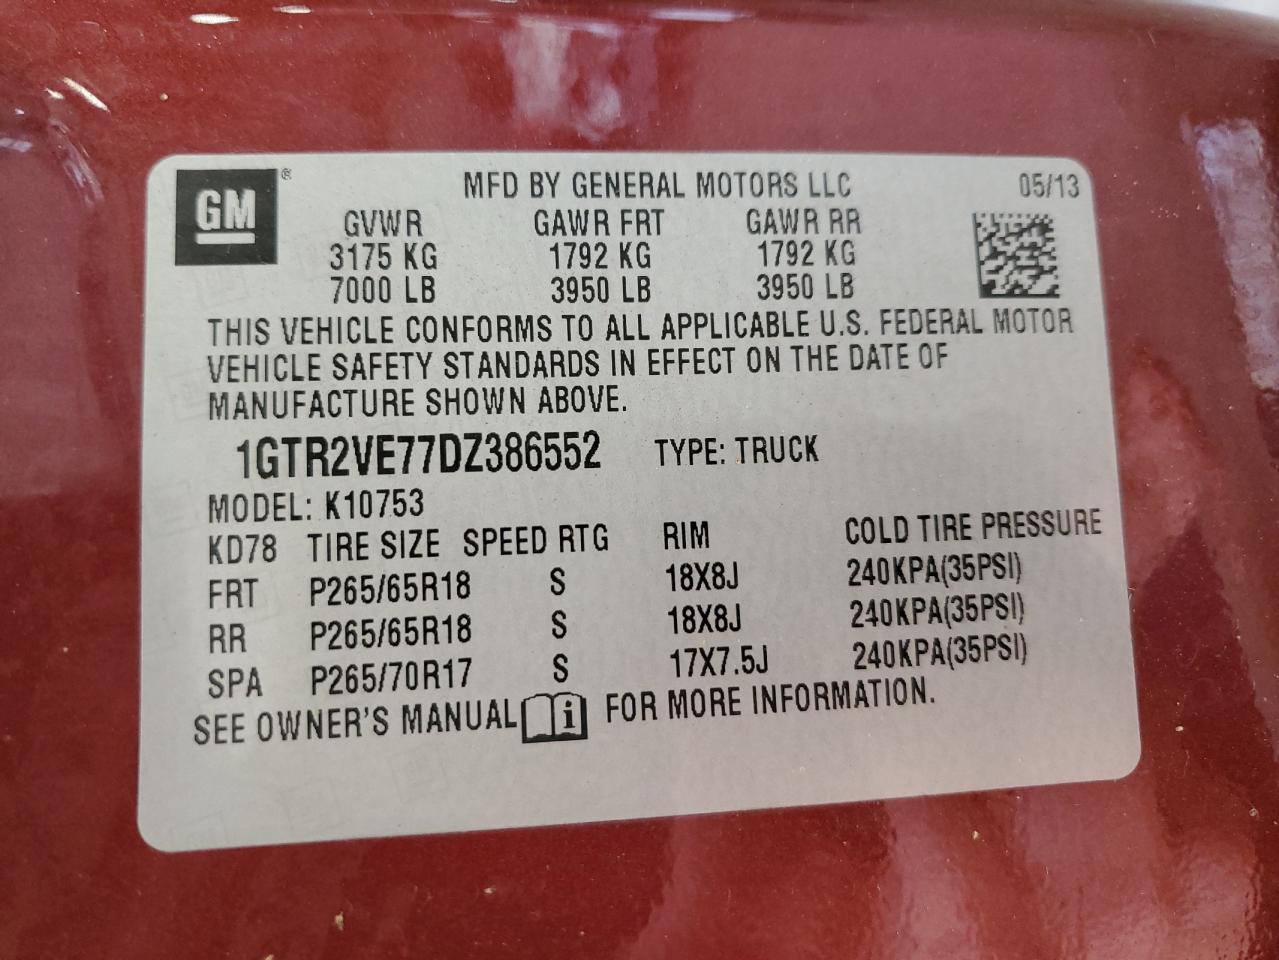 GM® MFD BY GENERAL MOTORS LLC 05/13
GVWR GAWR FRT GAWR RR
3175 KG 1792 KG 1792 KG
7000 LB 3950 LB 3950 LB
THIS VEHICLE CONFORMS TO ALL APPLICABLE U.S. FEDERAL MOTOR
VEHICLE SAFETY STANDARDS IN EFFECT ON THE DATE OF
MANUFACTURE SHOWN ABOVE.
1GTR2VE77DZ386552 TYPE: TRUCK
MODEL: K10753
KD78 TIRE SIZE SPEED RTG RIM COLD TIRE PRESSURE
FRT P265/65R18 S 18X8J 240KPA(35PSI)
RR P265/65R18 S 18X8J 240KPA(35PSI)
SPA P265/70R17 S 17X7.5J 240KPA(35PSI)
SEE OWNER'S MANUAL i FOR MORE INFORMATION.